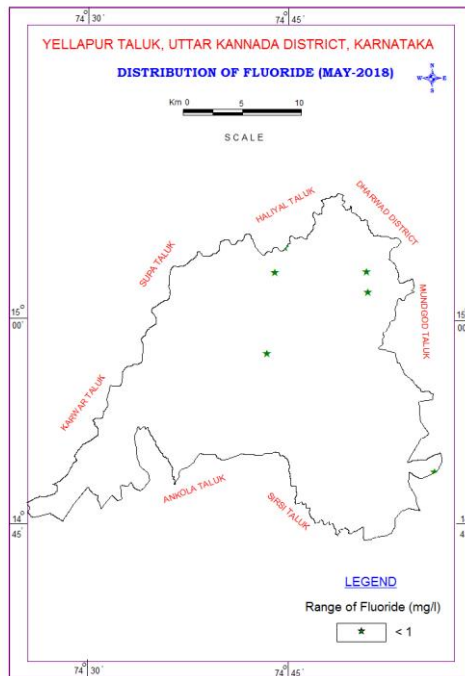 74° 30'
74° 45'
YELLAPUR TALUK, UTTAR KANNADA DISTRICT, KARNATAKA
DISTRIBUTION OF FLUORIDE (MAY-2018)
N
W E
S
Km 0 5 10
SCALE
HALIYAL TALUK
DHARWAD DISTRICT
SUPA TALUK
MUNDGOD TALUK
15° 00'
15° 00'
KARWAR TALUK
ANKOLA TALUK
SIRSI TALUK
14° 45'
LEGEND
Range of Fluoride (mg/l)
< 1
74° 30'
74° 45'